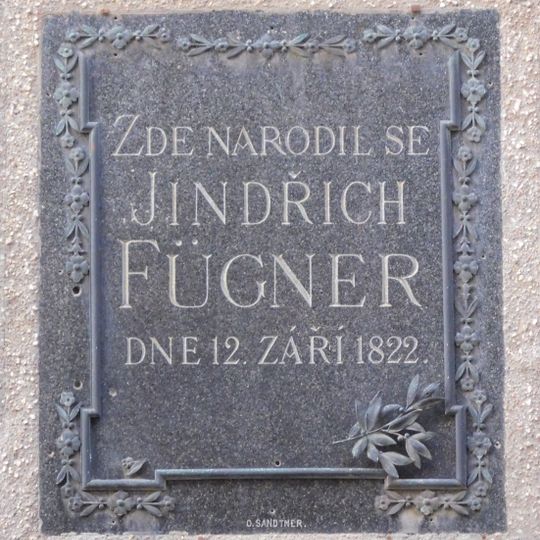 ZDE NARODIL SE
JINDŘICH
FÜGNER
DNE 12. ZÁŘÍ 1822.
O. SANDTNER.